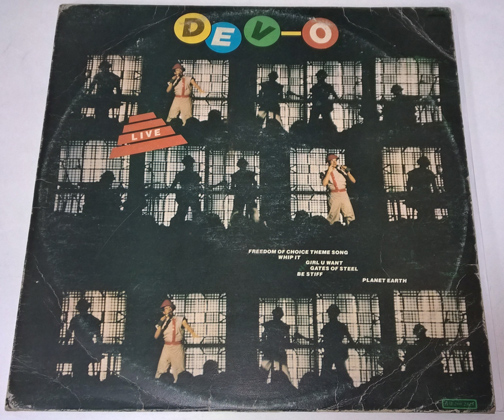 DEV-O
LIVE
FREEDOM OF CHOICE THEME SONG
WHIP IT
GIRL U WANT
GATES OF STEEL
BE STIFF
PLANET EARTH